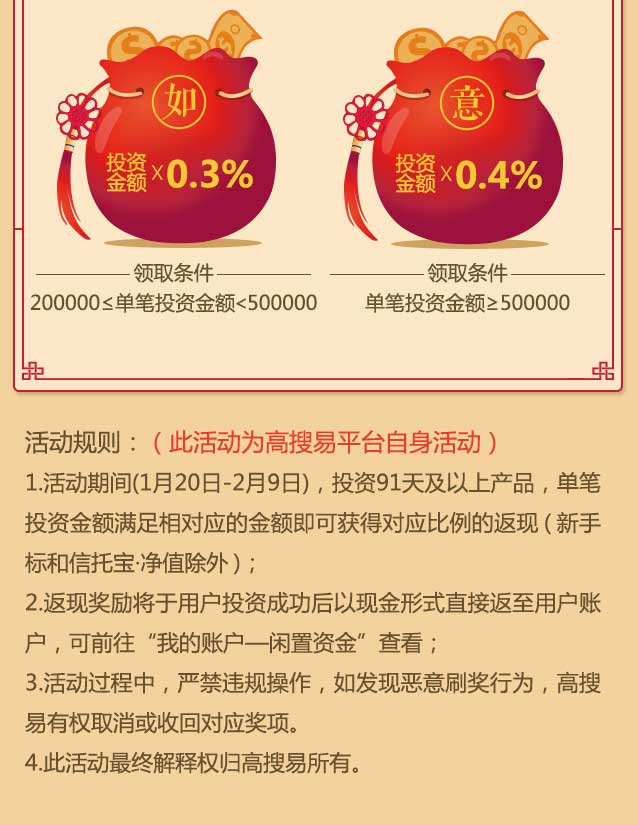 如
投资
金额 × 0.3%
领取条件
200000≤单笔投资金额<500000
意
投资
金额 × 0.4%
领取条件
单笔投资金额≥500000
活动规则：（此活动为高搜易平台自身活动）
1.活动期间(1月20日-2月9日)，投资91天及以上产品，单笔
投资金额满足相对应的金额即可获得对应比例的返现（新手
标和信托宝·净值除外）；
2.返现奖励将于用户投资成功后以现金形式直接返至用户账
户，可前往“我的账户—闲置资金”查看；
3.活动过程中，严禁违规操作，如发现恶意刷奖行为，高搜
易有权取消或收回对应奖项。
4.此活动最终解释权归高搜易所有。